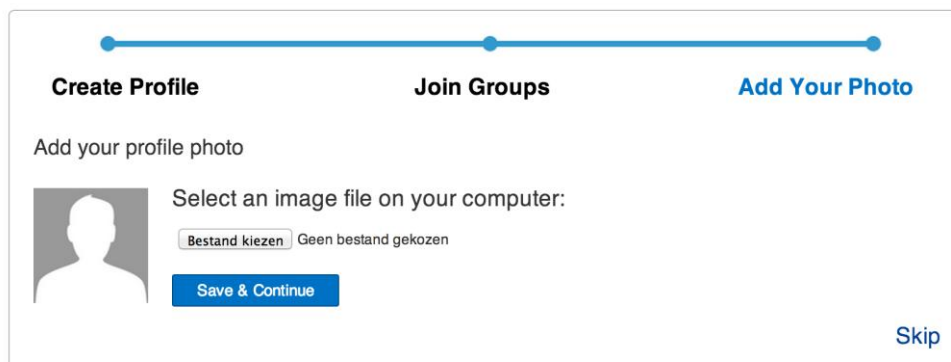 Create Profile Join Groups Add Your Photo
Add your profile photo
Select an image file on your computer:
Bestand kiezen Geen bestand gekozen
Save & Continue
Skip